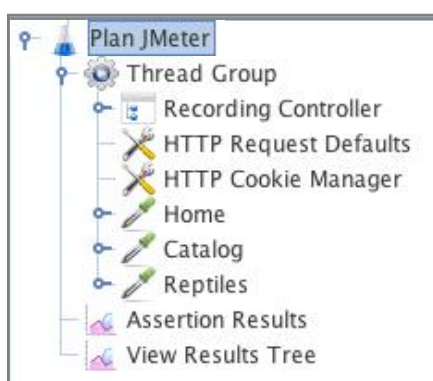 Plan JMeter
Thread Group
Recording Controller
HTTP Request Defaults
HTTP Cookie Manager
Home
Catalog
Reptiles
Assertion Results
View Results Tree